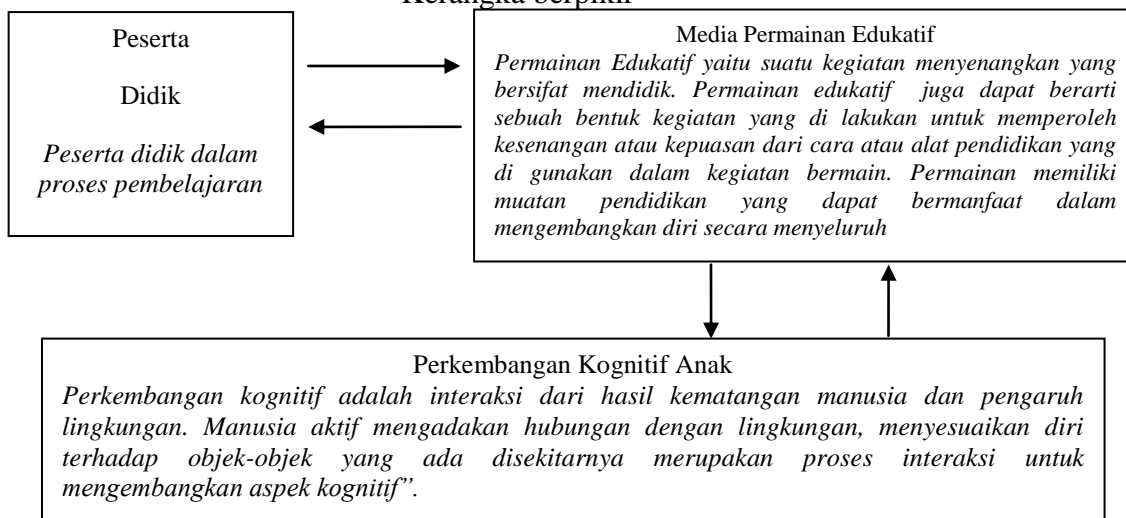 Kerangka berpikir
Peserta
Didik
Peserta didik dalam
proses pembelajaran
Media Permainan Edukatif
Permainan Edukatif yaitu suatu kegiatan menyenangkan yang
bersifat mendidik. Permainan edukatif juga dapat berarti
sebuah bentuk kegiatan yang di lakukan untuk memperoleh
kesenangan atau kepuasan dari cara atau alat pendidikan yang
di gunakan dalam kegiatan bermain. Permainan memiliki
muatan pendidikan yang dapat bermanfaat dalam
mengembangkan diri secara menyeluruh
Perkembangan Kognitif Anak
Perkembangan kognitif adalah interaksi dari hasil kematangan manusia dan pengaruh
lingkungan. Manusia aktif mengadakan hubungan dengan lingkungan, menyesuaikan diri
terhadap objek-objek yang ada disekitarnya merupakan proses interaksi untuk
mengembangkan aspek kognitif”.